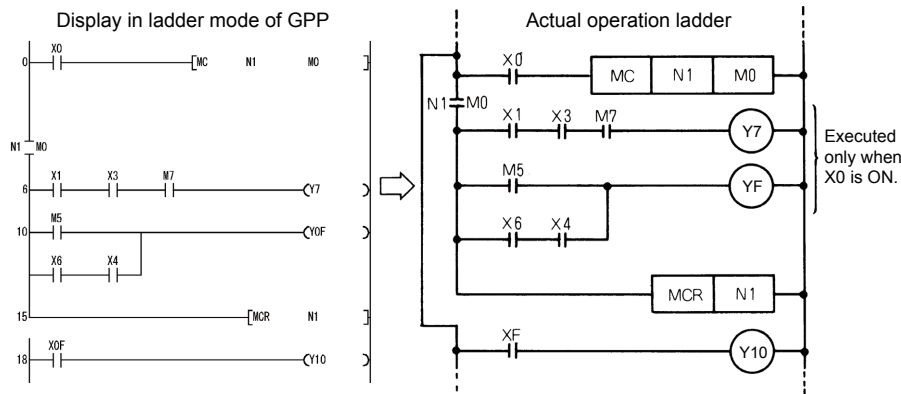 Display in ladder mode of GPP
X0
0
MC N1 M0
N1 M0
X1 X3 M7
6
Y7
M5
10
Y0F
X6 X4
15
MCR N1
X0F
18
Y10
Actual operation ladder
X0
MC N1 M0
N1 M0
X1 X3 M7
Y7
M5
YF
X6 X4
MCR N1
XF
Y10
Executed
only when
X0 is ON.